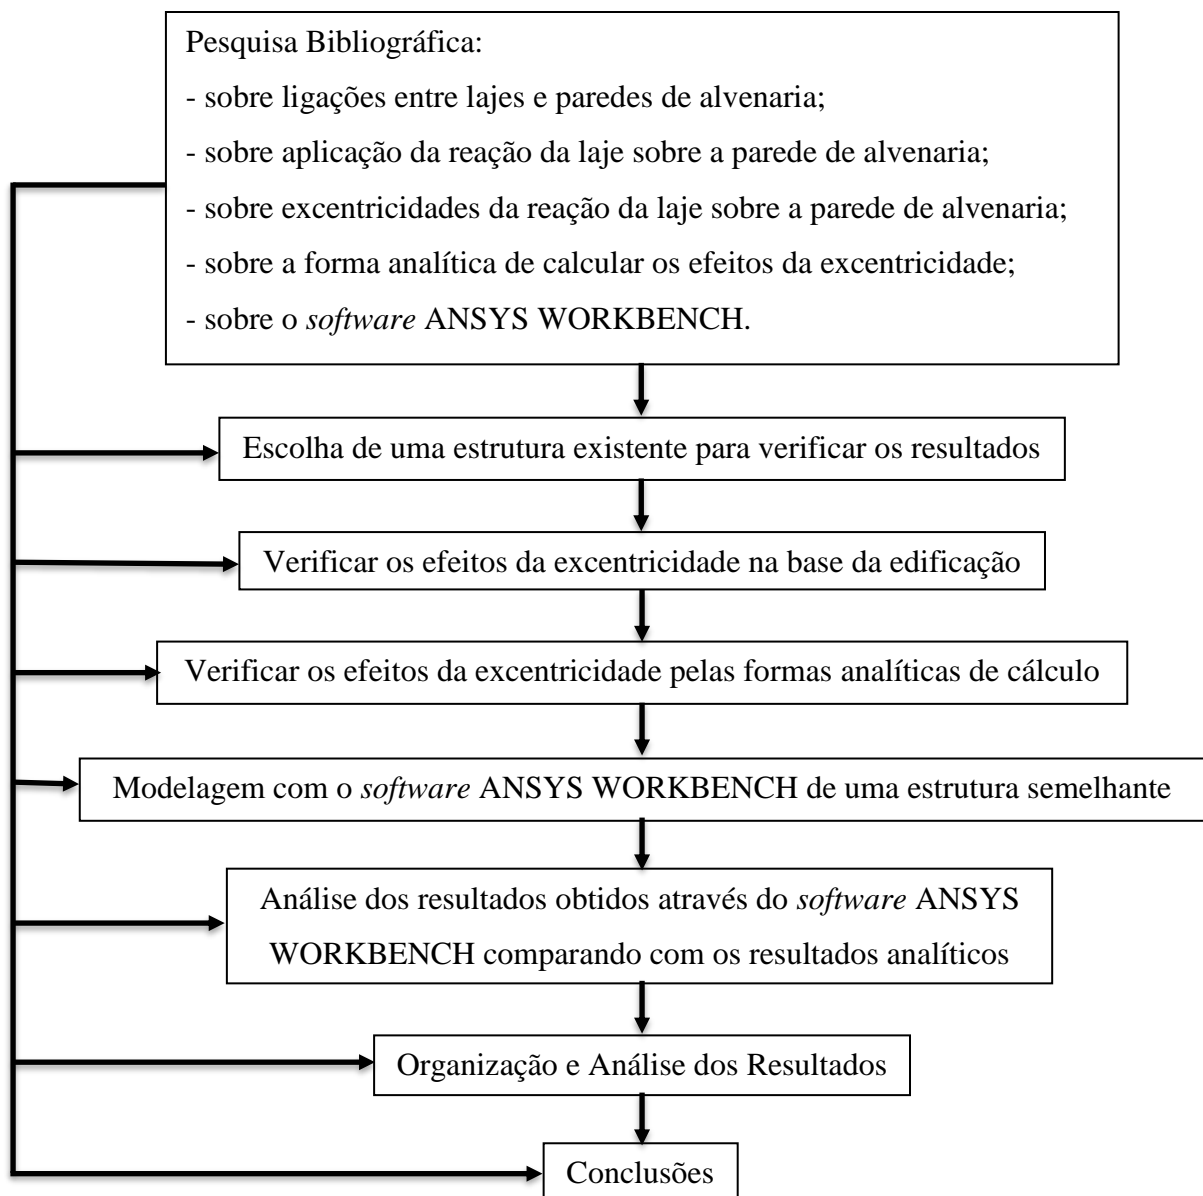 Pesquisa Bibliográfica:
- sobre ligações entre lajes e paredes de alvenaria;
- sobre aplicação da reação da laje sobre a parede de alvenaria;
- sobre excentricidades da reação da laje sobre a parede de alvenaria;
- sobre a forma analítica de calcular os efeitos da excentricidade;
- sobre o software ANSYS WORKBENCH.
Escolha de uma estrutura existente para verificar os resultados
Verificar os efeitos da excentricidade na base da edificação
Verificar os efeitos da excentricidade pelas formas analíticas de cálculo
Modelagem com o software ANSYS WORKBENCH de uma estrutura semelhante
Análise dos resultados obtidos através do software ANSYS
WORKBENCH comparando com os resultados analíticos
Organização e Análise dos Resultados
Conclusões